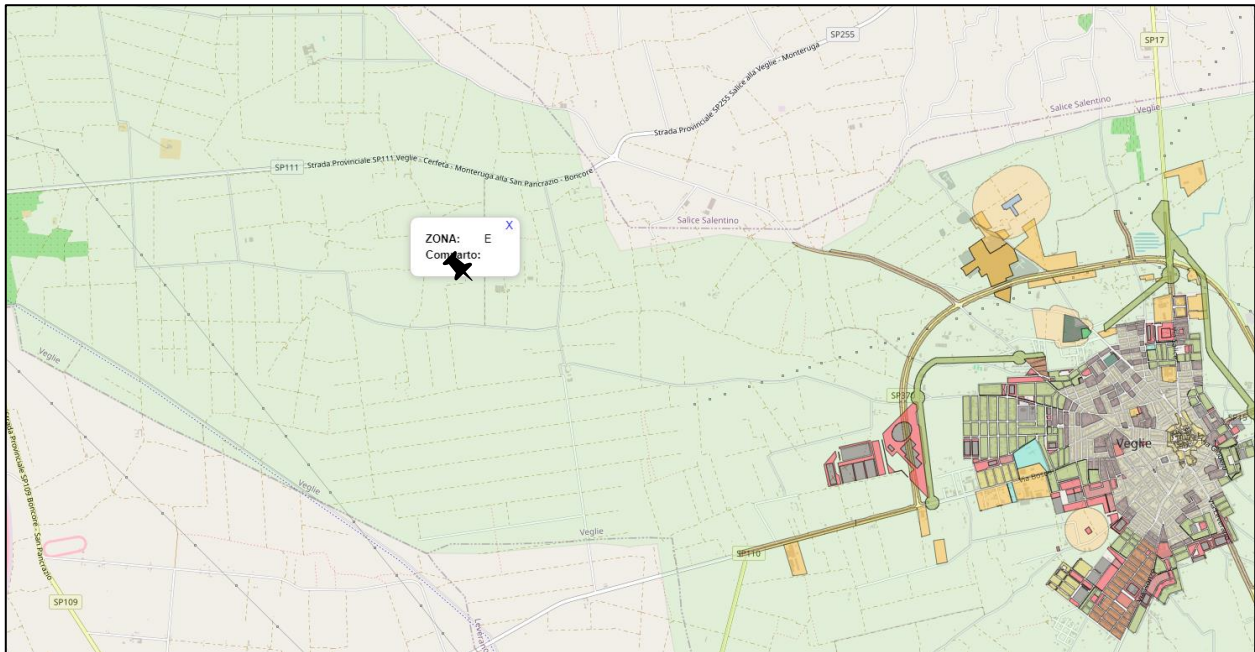 SP255
SP17
Strada Provinciale SP255 Salice alla Veglie - Monteruga
Salice Salentino
Veglie
SP111
Strada Provinciale SP111 Veglie - Cerfeta - Monteruga alla San Pancrazio - Boncore
Salice Salentino
X
ZONA: E
Veglie
SP37
Veglie
Veglie
Veglie
SP110
Strada Provinciale SP109 Boncore - San Pancrazio
SP109
Leverano